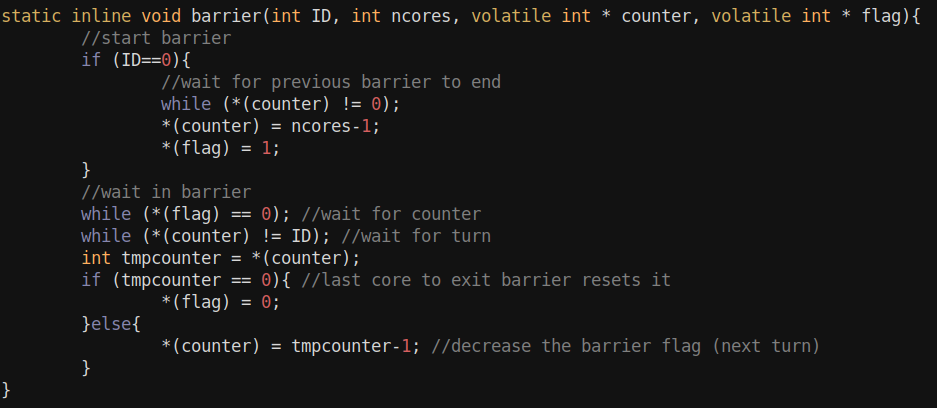 static inline void barrier(int ID, int ncores, volatile int * counter, volatile int * flag){
        //start barrier
        if (ID==0){
                //wait for previous barrier to end
                while (*(counter) != 0);
                *(counter) = ncores-1;
                *(flag) = 1;
        }
        //wait in barrier
        while (*(flag) == 0); //wait for counter
        while (*(counter) != ID); //wait for turn
        int tmpcounter = *(counter);
        if (tmpcounter == 0){ //last core to exit barrier resets it
                *(flag) = 0;
        }else{
                *(counter) = tmpcounter-1; //decrease the barrier flag (next turn)
        }
}